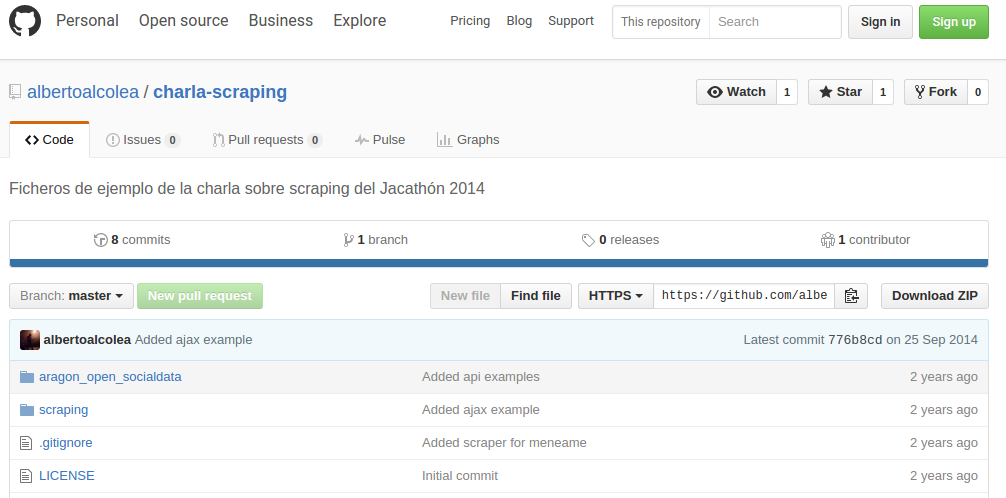 Personal Open source Business Explore Pricing Blog Support This repository Search Sign in Sign up
albertoalcolea / charla-scraping Watch 1 Star 1 Fork 0
Code Issues 0 Pull requests 0 Pulse Graphs
Ficheros de ejemplo de la charla sobre scraping del Jacathón 2014
8 commits 1 branch 0 releases 1 contributor
Branch: master New pull request New file Find file HTTPS https://github.com/albe Download ZIP
albertoalcolea Added ajax example Latest commit 776b8cd on 25 Sep 2014
aragon_open_socialdata Added api examples 2 years ago
scraping Added ajax example 2 years ago
.gitignore Added scraper for meneame 2 years ago
LICENSE Initial commit 2 years ago